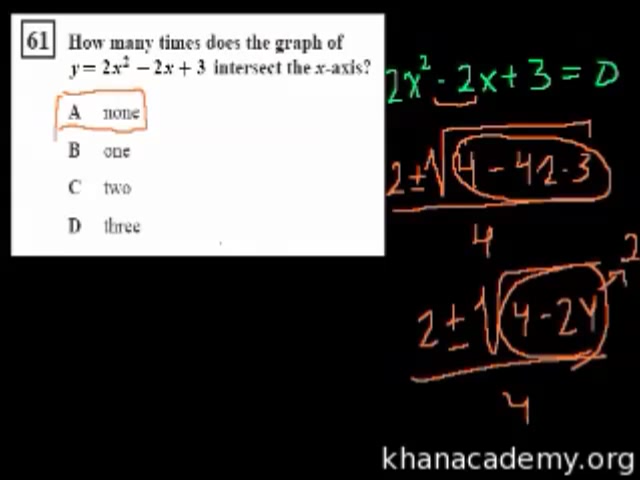 61 How many times does the graph of
y = 2x² − 2x + 3 intersect the x-axis?
A none
B one
C two
D three
2x² - 2x + 3 = 0
2 ± √(4 - 4·2·3)
4
2 ± √(4 - 24)
4
khanacademy.org